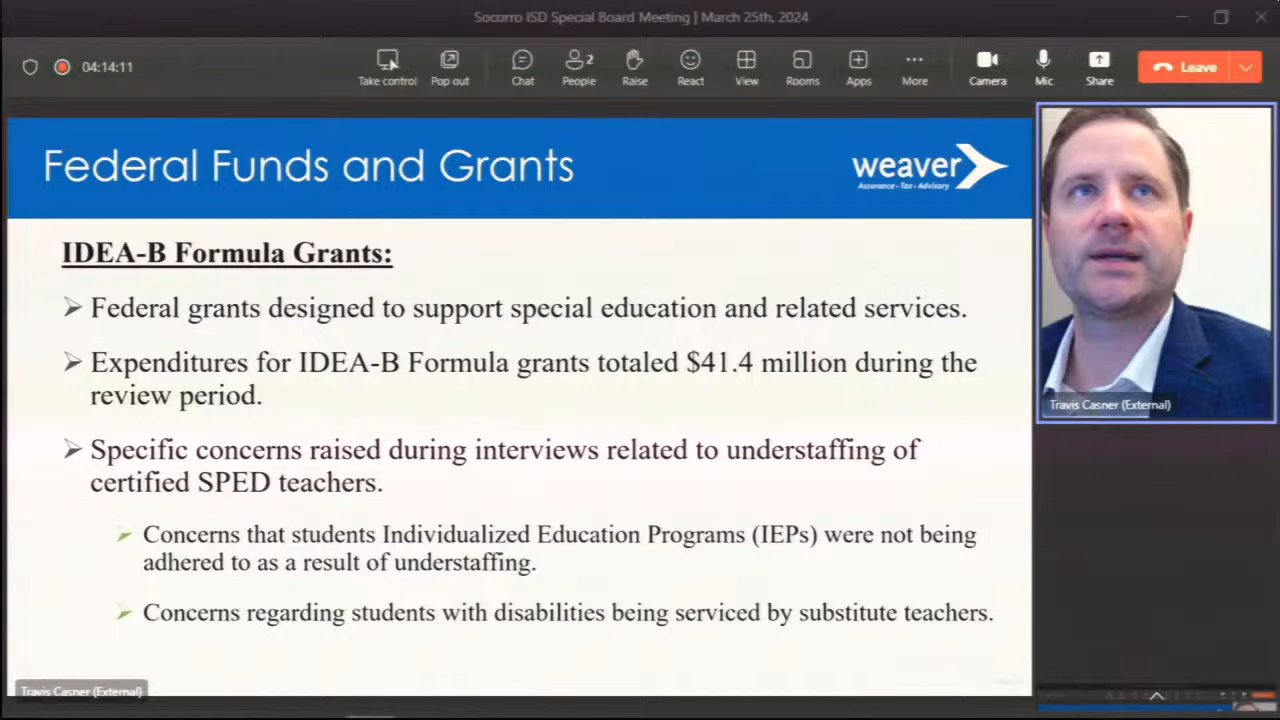 Socorro ISD Special Board Meeting | March 25th, 2024
04:14:11
Take control
Pop out
Chat
2
People
Raise
React
View
Rooms
Apps
More
Camera
Mic
Share
Leave
Federal Funds and Grants
weaver
Assurance - Tax - Advisory
IDEA-B Formula Grants:
Federal grants designed to support special education and related services.
Expenditures for IDEA-B Formula grants totaled $41.4 million during the
review period.
Specific concerns raised during interviews related to understaffing of
certified SPED teachers.
Concerns that students Individualized Education Programs (IEPs) were not being
adhered to as a result of understaffing.
Concerns regarding students with disabilities being serviced by substitute teachers.
Travis Casner (External)
Travis Casner (External)